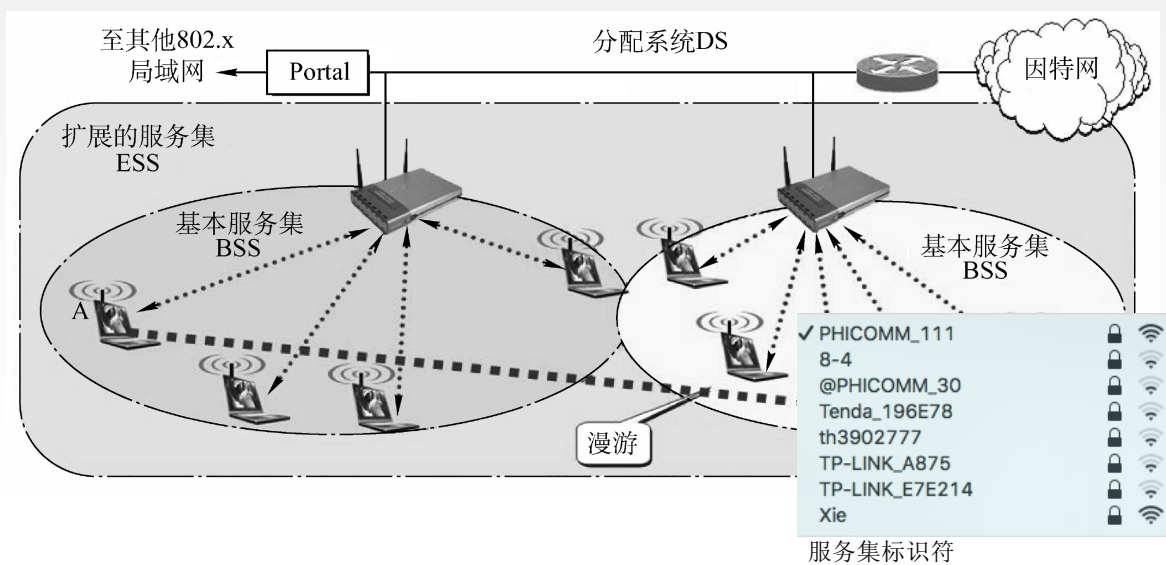 至其他802.x
局域网
Portal
分配系统DS
因特网
扩展的服务集
ESS
基本服务集
BSS
基本服务集
BSS
A
漫游
PHICOMM_111
8-4
@PHICOMM_30
Tenda_196E78
th3902777
TP-LINK_A875
TP-LINK_E7E214
Xie
服务集标识符